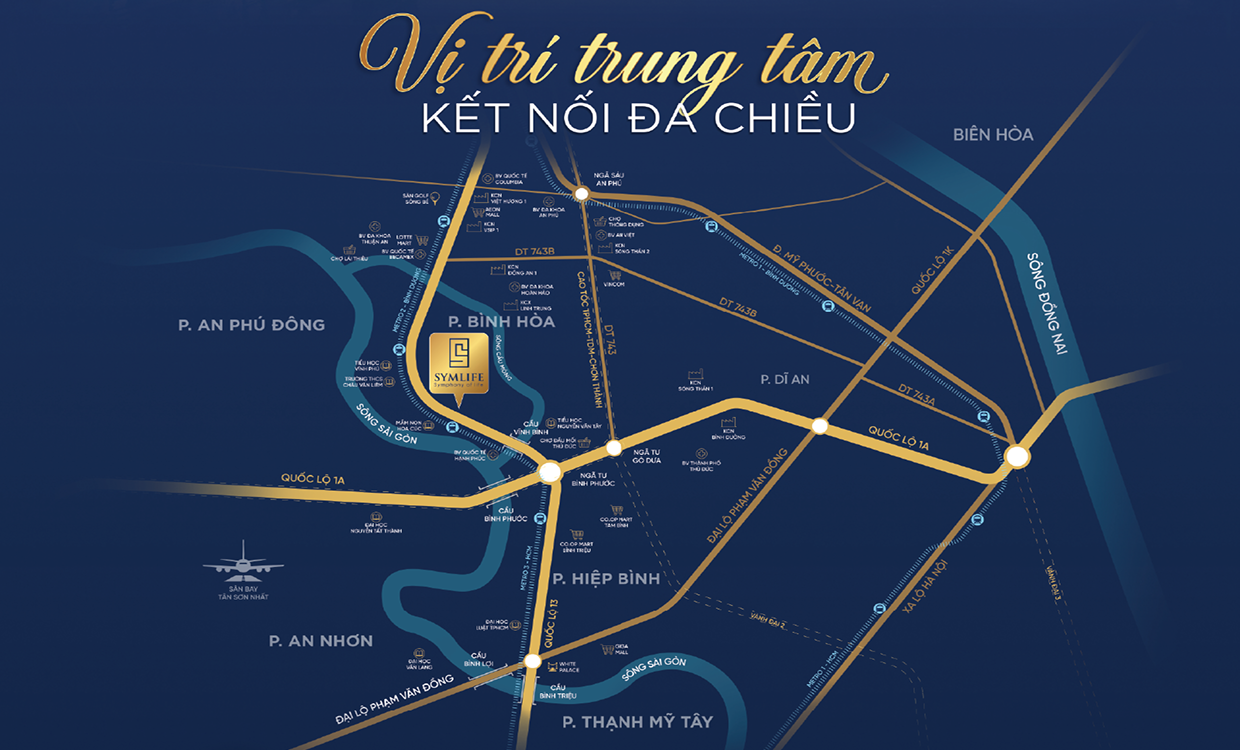 Vị trí trung tâm
KẾT NỐI ĐA CHIỀU
BIÊN HÒA
NGÃ SÁU
AN PHÚ
BV QUỐC TẾ
COLUMBIA
SÂN GOLF
SÔNG BÉ
KCN
VIỆT HƯƠNG 1
AEON
MALL
KCN
VSIP 1
BV ĐA KHOA
AN PHÚ
CHỢ
THÔNG DỤNG
BV AN VIỆT
KCN
SÓNG THẦN 2
BV ĐA KHOA
THUẬN AN
LOTTE
MART
BV QUỐC TẾ
BECAMEX
CHỢ LÁI THIÊU
DT 743B
KCN
ĐỒNG AN 1
BV ĐA KHOA
HOÀN HẢO
KCX
LINH TRUNG
VINCOM
CAO TỐC TPHCM-TDM-CHƠN THÀNH
DT 743
DT 743B
METRO 1 - BÌNH DƯƠNG
Đ. MỸ PHƯỚC-TÂN VẠN
QUỐC LỘ 1K
SÔNG ĐỒNG NAI
METRO 2 - BÌNH DƯƠNG
P. AN PHÚ ĐÔNG
P. BÌNH HÒA
SYMLIFE
Symphony of life
TIỂU HỌC
VĨNH PHÚ
TRƯỜNG THCS
CHÂU VĂN LIÊM
KCN
SÓNG THẦN 1
P. DĨ AN
DT 743A
SÔNG SÀI GÒN
MẦM NON
HOA CÚC
CẦU
VĨNH BÌNH
TIỂU HỌC
NGUYỄN VĂN TÂY
CHỢ ĐẦU MỐI
THỦ ĐỨC
KCN
BÌNH ĐƯỜNG
QUỐC LỘ 1A
BV QUỐC TẾ
HẠNH PHÚC
NGÃ TƯ
GÒ DƯA
BV THÀNH PHỐ
THỦ ĐỨC
QUỐC LỘ 1A
NGÃ TƯ
BÌNH PHƯỚC
CẦU
BÌNH PHƯỚC
ĐẠI HỌC
NGUYỄN TẤT THÀNH
CO.OP MART
TAM BÌNH
CO.OP MART
BÌNH TRIỆU
ĐẠI LỘ PHẠM VĂN ĐỒNG
SÂN BAY
TÂN SƠN NHẤT
METRO 3 - HCM
P. HIỆP BÌNH
XA LỘ HÀ NỘI
VÀNH ĐAI 3
QUỐC LỘ 13
ĐẠI HỌC
LUẬT TPHCM
VÀNH ĐAI 2
P. AN NHƠN
ĐẠI HỌC
VĂN LANG
CẦU
BÌNH LỢI
WHITE
PALACE
GIGA
MALL
SÔNG SÀI GÒN
METRO 1 - HCM
CẦU
BÌNH TRIỆU
ĐẠI LỘ PHẠM VĂN ĐỒNG
P. THẠNH MỸ TÂY